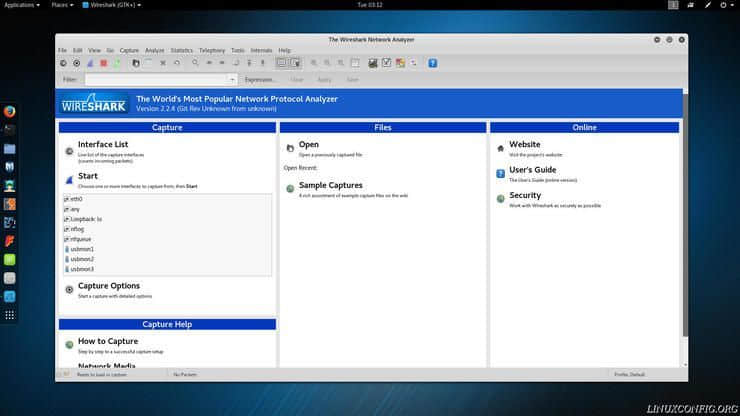 Applications Places Wireshark (GTK+) Tue 03:12 1
The Wireshark Network Analyzer
File Edit View Go Capture Analyze Statistics Telephony Tools Internals Help
Filter: Expression... Clear Apply Save
WIRESHARK
The World's Most Popular Network Protocol Analyzer
Version 2.2.4 (Git Rev Unknown from unknown)
Capture
Interface List
Live list of the capture interfaces
(counts incoming packets)
Start
Choose one or more interfaces to capture from, then Start
eth0
any
Loopback: lo
nflog
nfqueue
usbmon1
usbmon2
usbmon3
Capture Options
Start a capture with detailed options
Capture Help
How to Capture
Step by step to a successful capture setup
Network Media
Files
Open
Open a previously captured file
Open Recent:
Sample Captures
A rich assortment of example capture files on the wiki
Online
Website
Visit the project's website
User's Guide
The User's Guide (online version)
Security
Work with Wireshark as securely as possible
Ready to load or capture No Packets Profile: Default
LINUXCONFIG.ORG